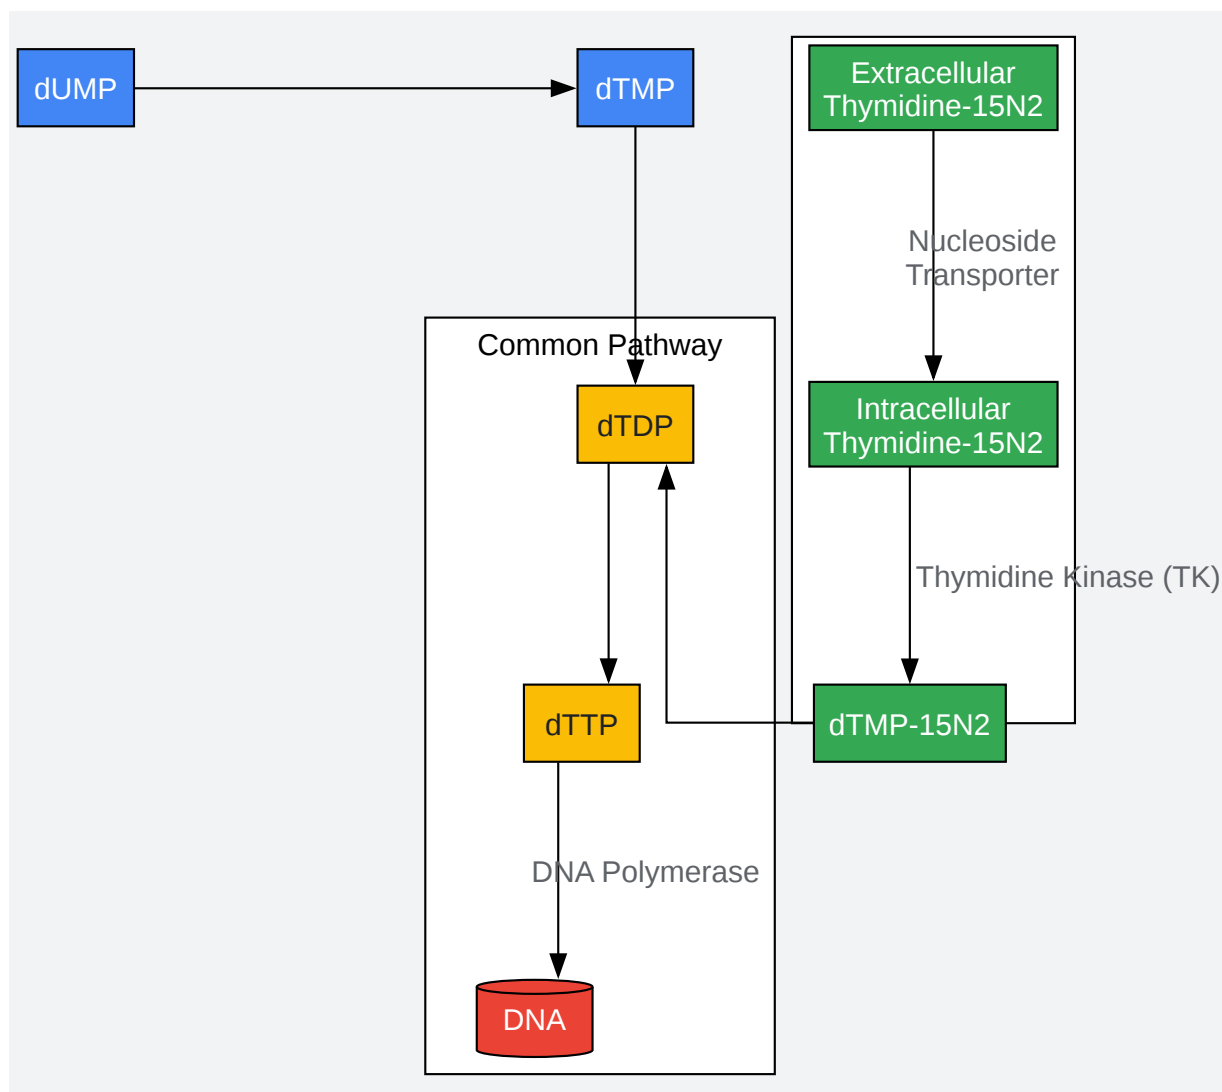 dUMP
dTMP
Extracellular
Thymidine-15N2
Nucleoside
Transporter
Common Pathway
dTDP
Intracellular
Thymidine-15N2
Thymidine Kinase (TK)
dTTP
dTMP-15N2
DNA Polymerase
DNA